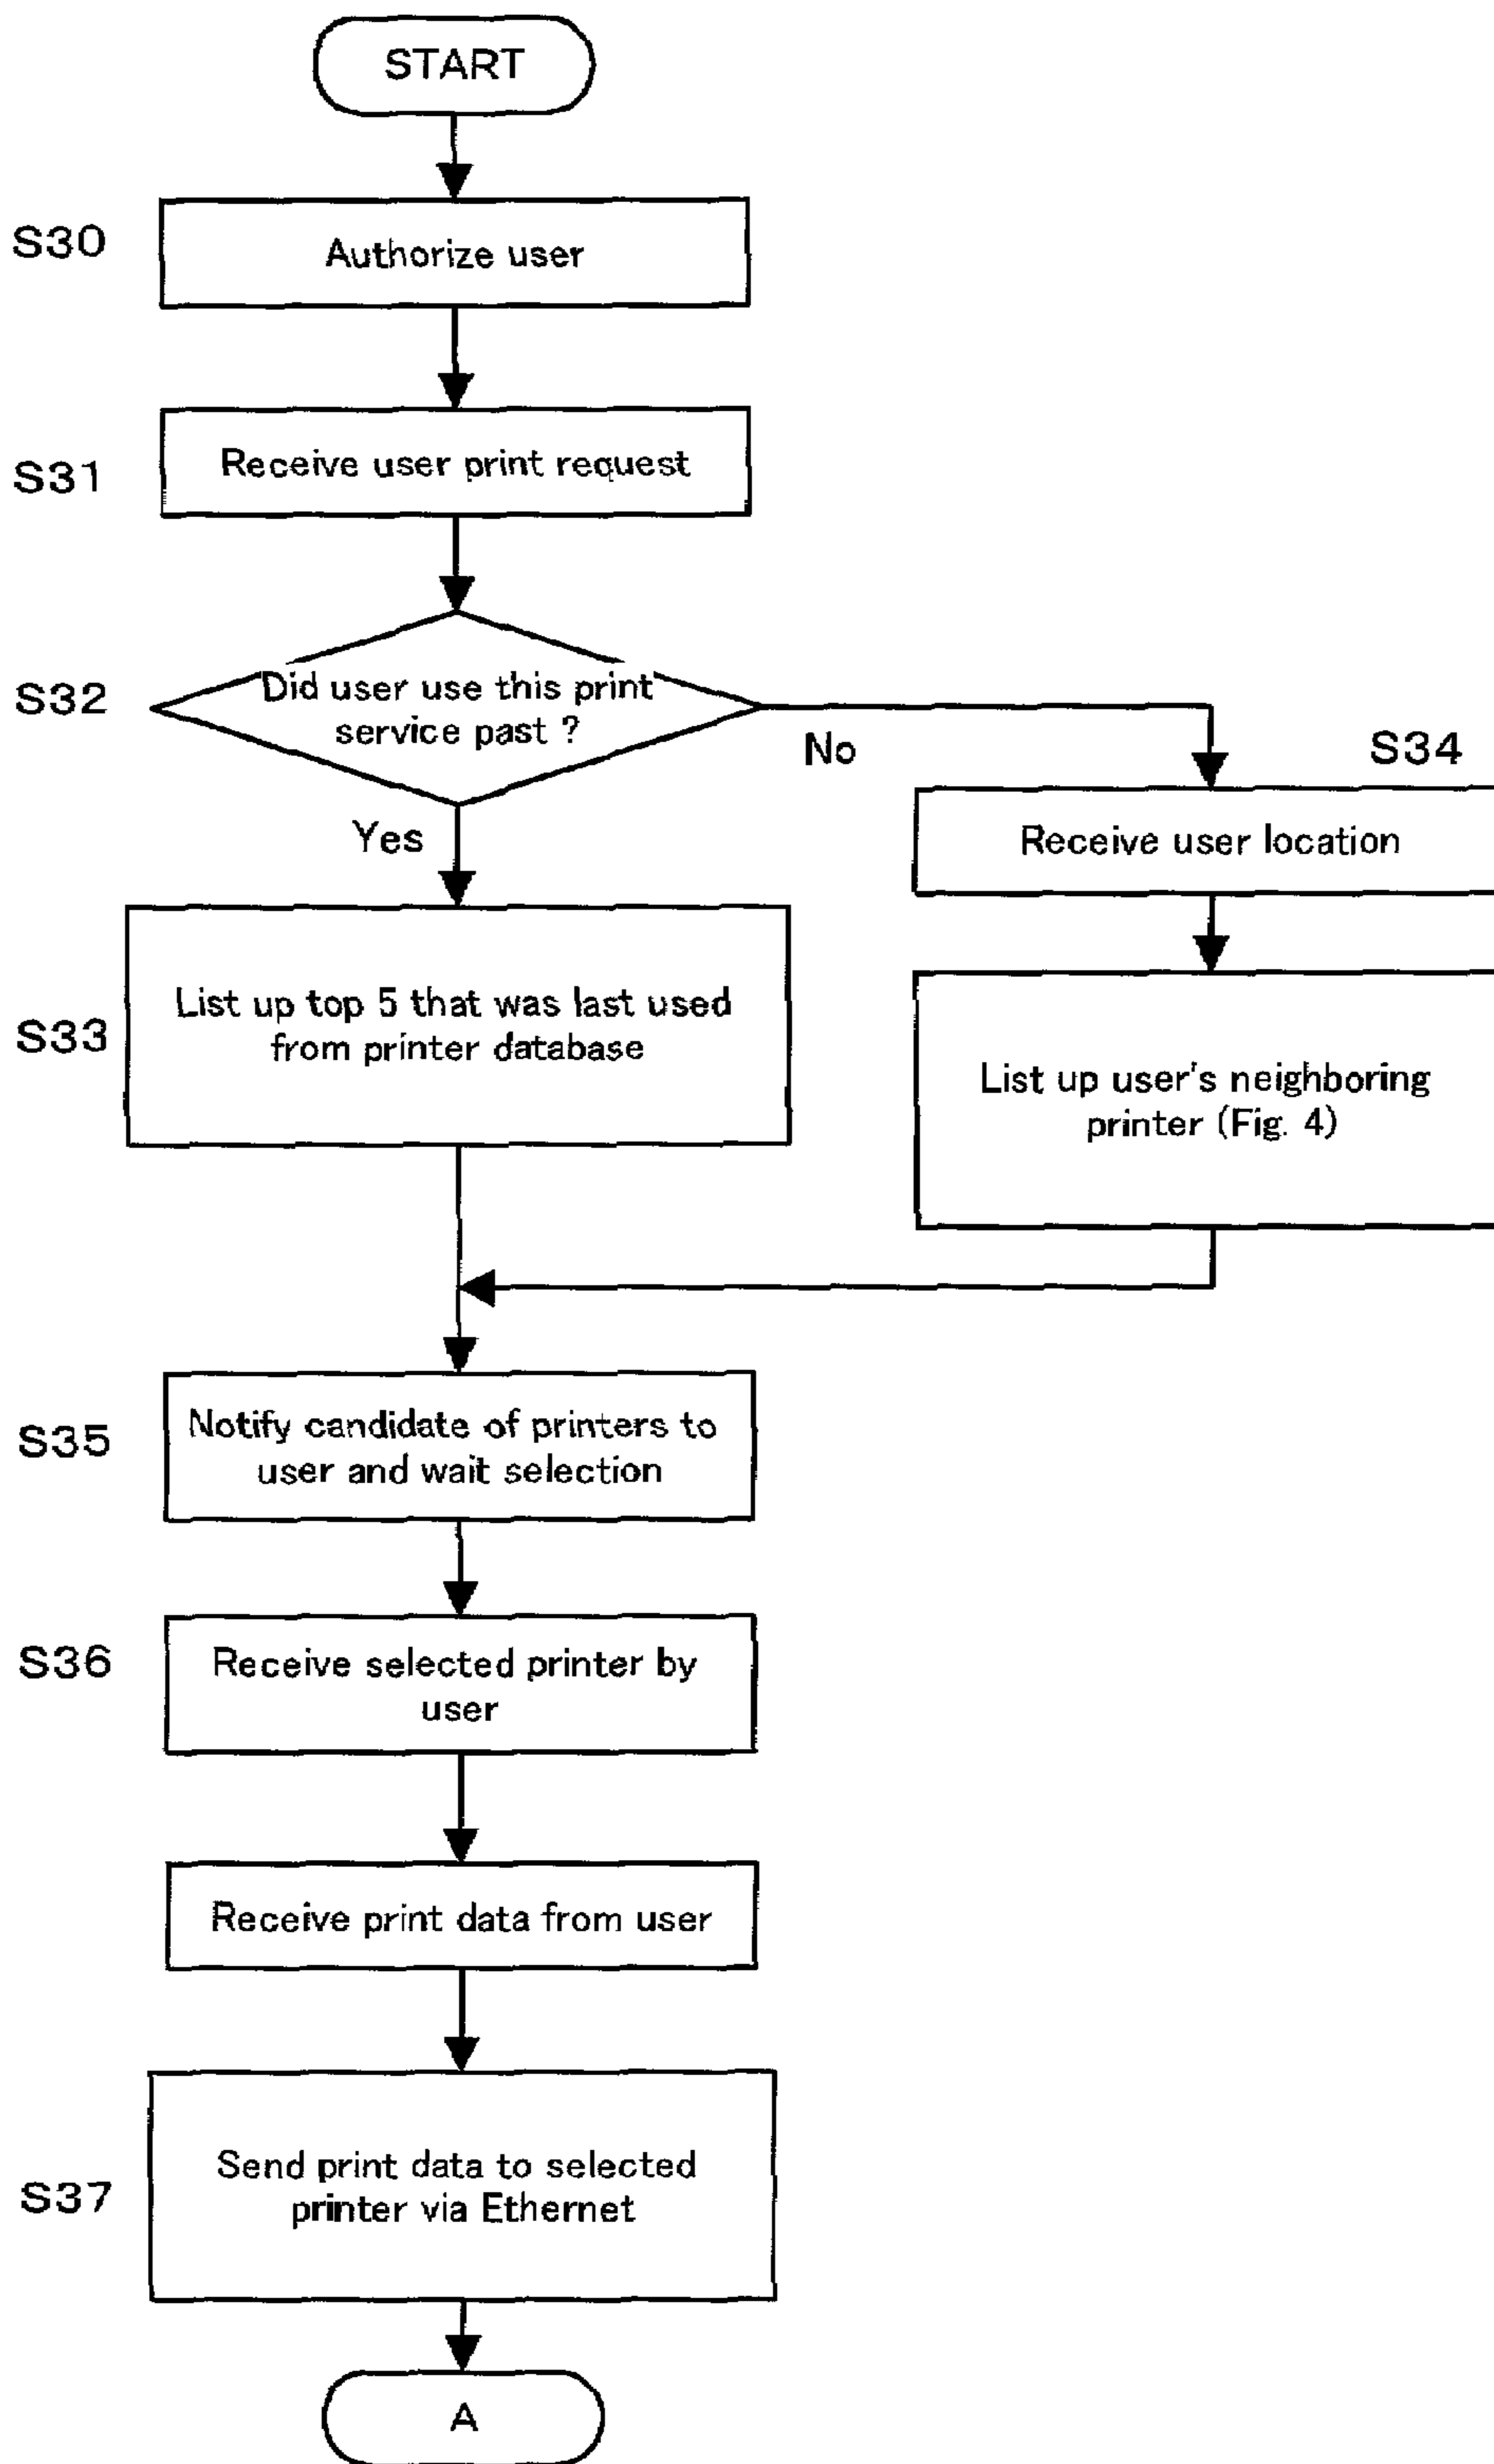 START
S30
Authorize user
S31
Receive user print request
S32
Did user use this print
service past ?
No
S34
Yes
Receive user location
S33
List up top 5 that was last used
from printer database
List up user's neighboring
printer (Fig. 4)
S35
Notify candidate of printers to
user and wait selection
S36
Receive selected printer by
user
Receive print data from user
S37
Send print data to selected
printer via Ethernet
A